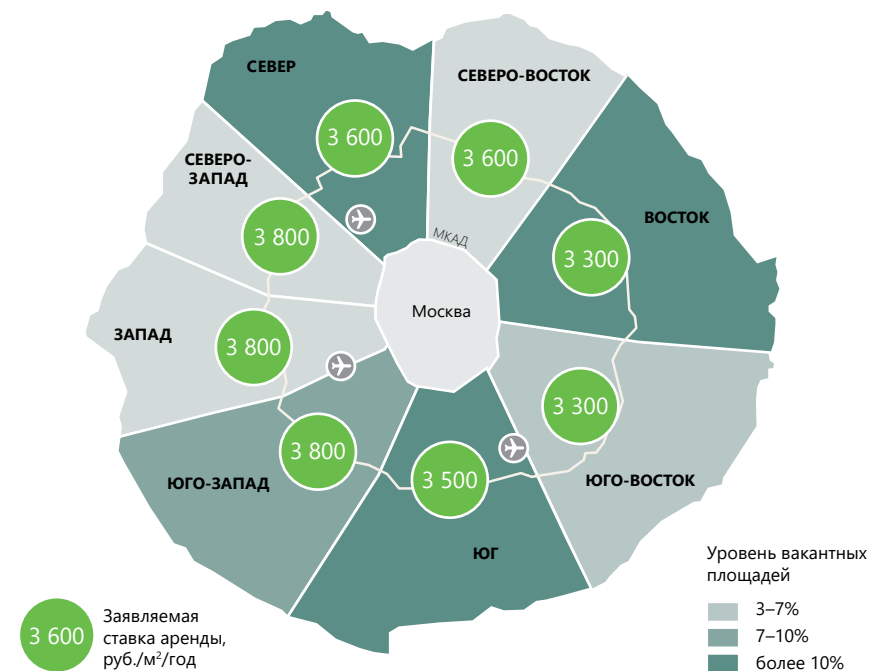 СЕВЕР
СЕВЕРО-ВОСТОК
3 600
3 600
СЕВЕРО-
ЗАПАД
ВОСТОК
3 800
МКАД
3 300
Москва
ЗАПАД
3 800
3 300
3 800
3 500
ЮГО-ЗАПАД
ЮГО-ВОСТОК
ЮГ
3 600
Заявляемая
ставка аренды,
руб./м²/год
Уровень вакантных
площадей
3–7%
7–10%
более 10%